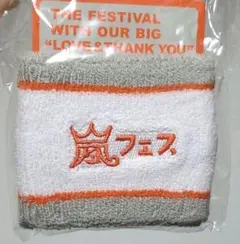 THE FESTIVAL
WITH OUR BIG
"LOVE&THANK YOU"
嵐フェス